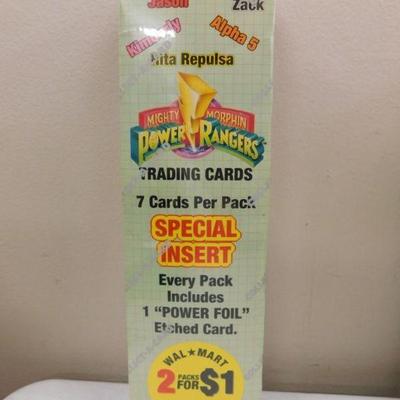 Jason
Zack
Kimberly
Alpha 5
Rita Repulsa
MIGHTY MORPHIN
POWER RANGERS
TRADING CARDS
7 Cards Per Pack
SPECIAL
INSERT
Every Pack
Includes
1 "POWER FOIL"
Etched Card.
WAL★MART
2 PACKS FOR $1